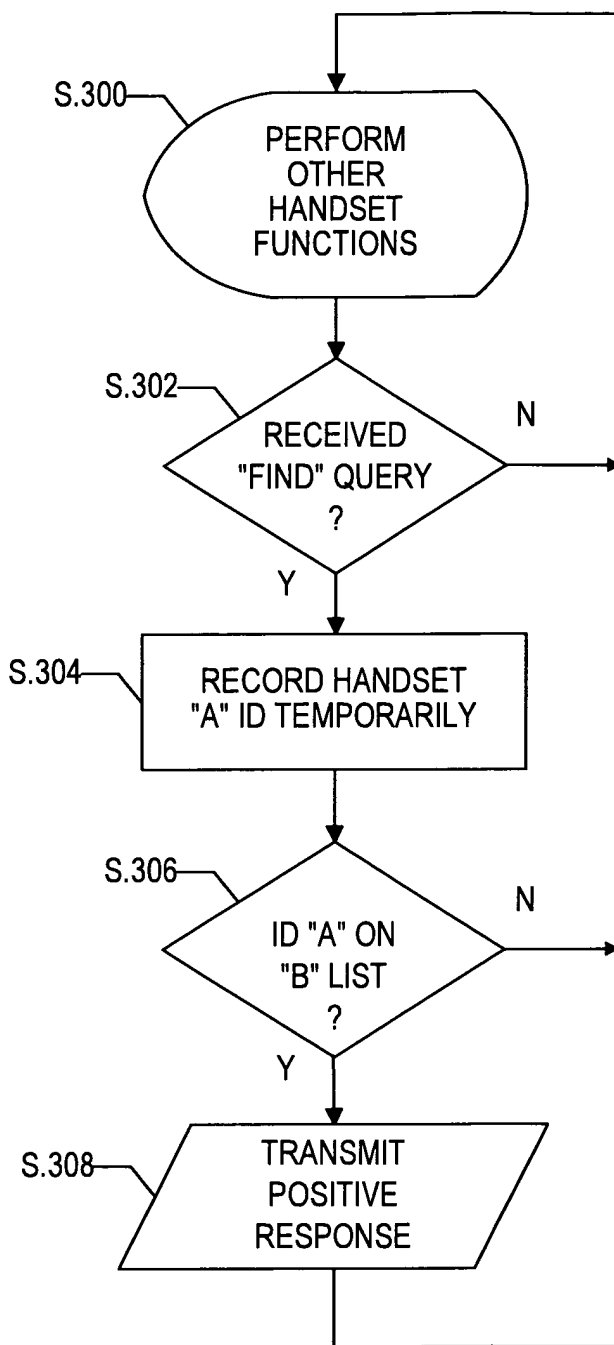 S.300
PERFORM
OTHER
HANDSET
FUNCTIONS
S.302
RECEIVED
"FIND" QUERY
?
N
Y
S.304
RECORD HANDSET
"A" ID TEMPORARILY
S.306
ID "A" ON
"B" LIST
?
N
Y
S.308
TRANSMIT
POSITIVE
RESPONSE